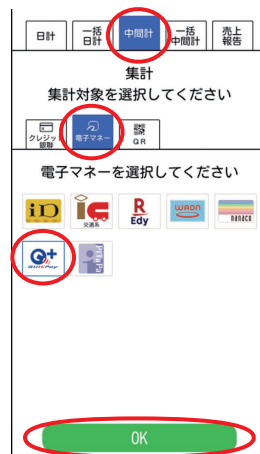 日計
一括
日計
中間計
一括
中間計
売上
報告
集計
集計対象を選択してください
クレジット
銀聯
電子マネー
QR
電子マネーを選択してください
iD
交通系
R
Edy
WAON
nanaco
Q+
QUICPay
PiTaPa
OK